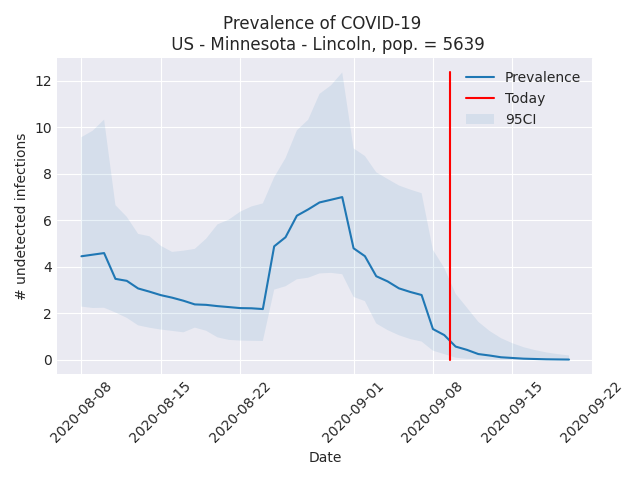 Prevalence of COVID-19
US - Minnesota - Lincoln, pop. = 5639
Prevalence
Today
95CI
# undetected infections
12
10
8
6
4
2
0
2020-08-08
2020-08-15
2020-08-22
2020-09-01
2020-09-08
2020-09-15
2020-09-22
Date